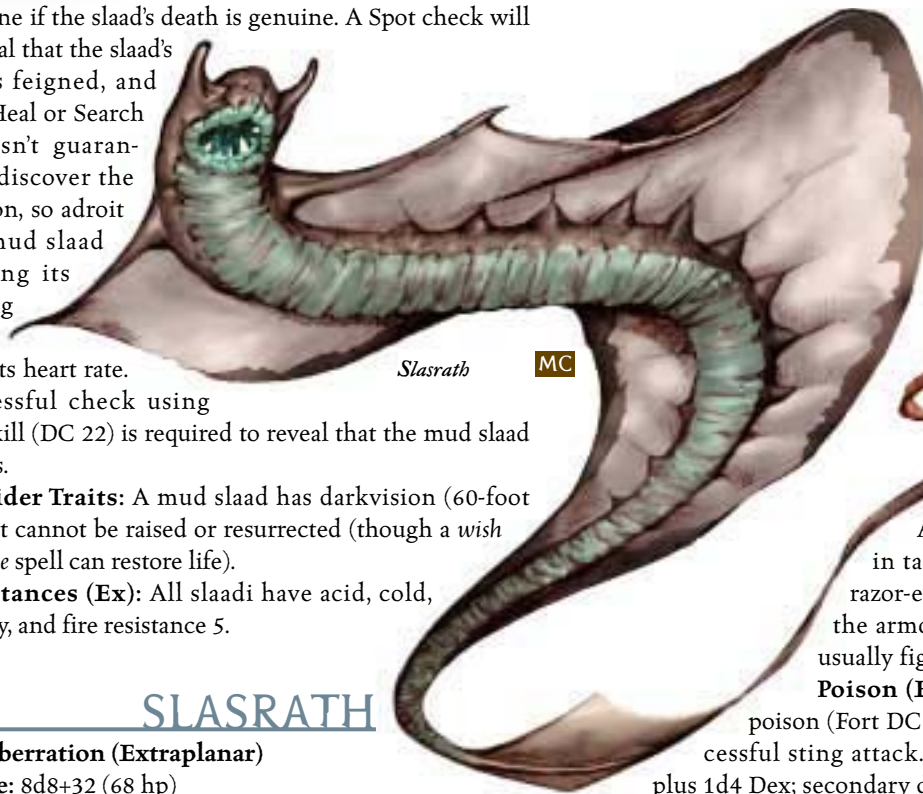 ne if the slaad's death is genuine. A Spot check will
al that the slaad's
s feigned, and
Heal or Search
sn't guaran-
discover the
on, so adroit
mud slaad
ng its
g
ts heart rate.
essful check using
kill (DC 22) is required to reveal that the mud slaad
s.
ider Traits: A mud slaad has darkvision (60-foot
t cannot be raised or resurrected (though a wish
e spell can restore life).
tances (Ex): All slaadi have acid, cold,
y, and fire resistance 5.
Slasrath
MC
SLASRATH
berration (Extraplanar)
e: 8d8+32 (68 hp)
A
in ta
razor-e
the armo
usually fig
Poison (E
poison (Fort DC
cessful sting attack.
plus 1d4 Dex; secondary d